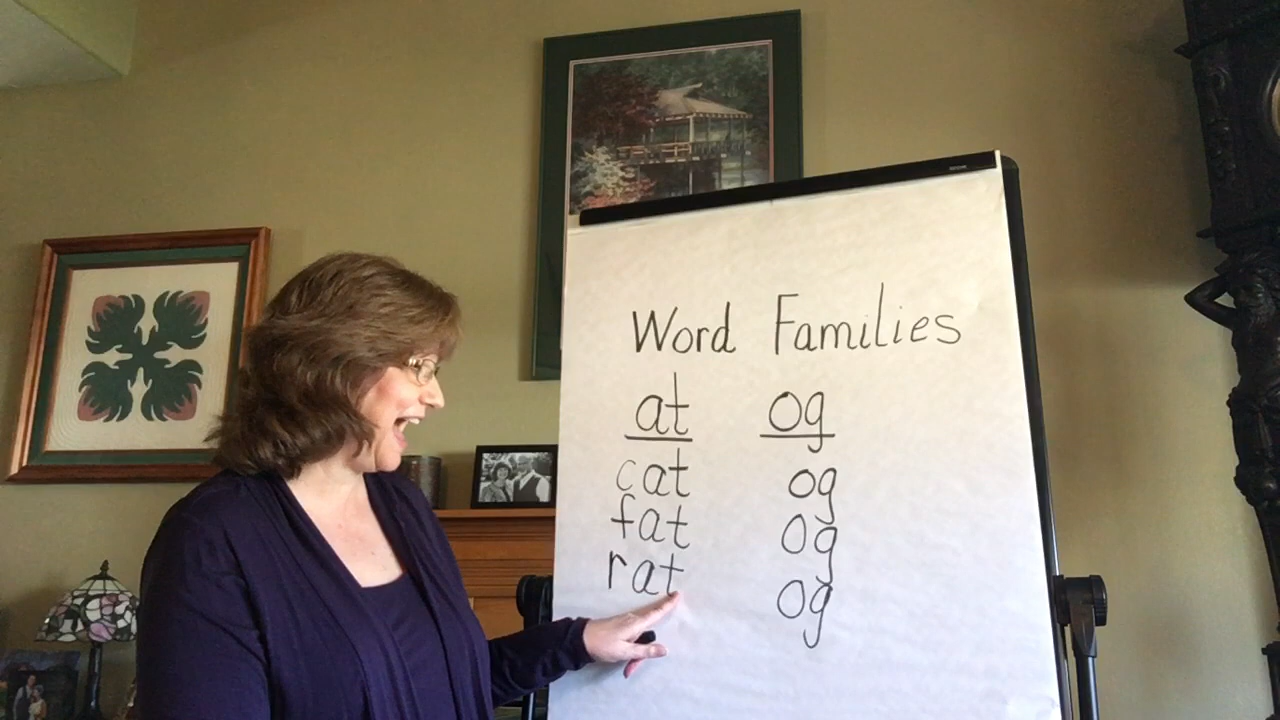 Word Families
at og
cat og
fat og
rat og